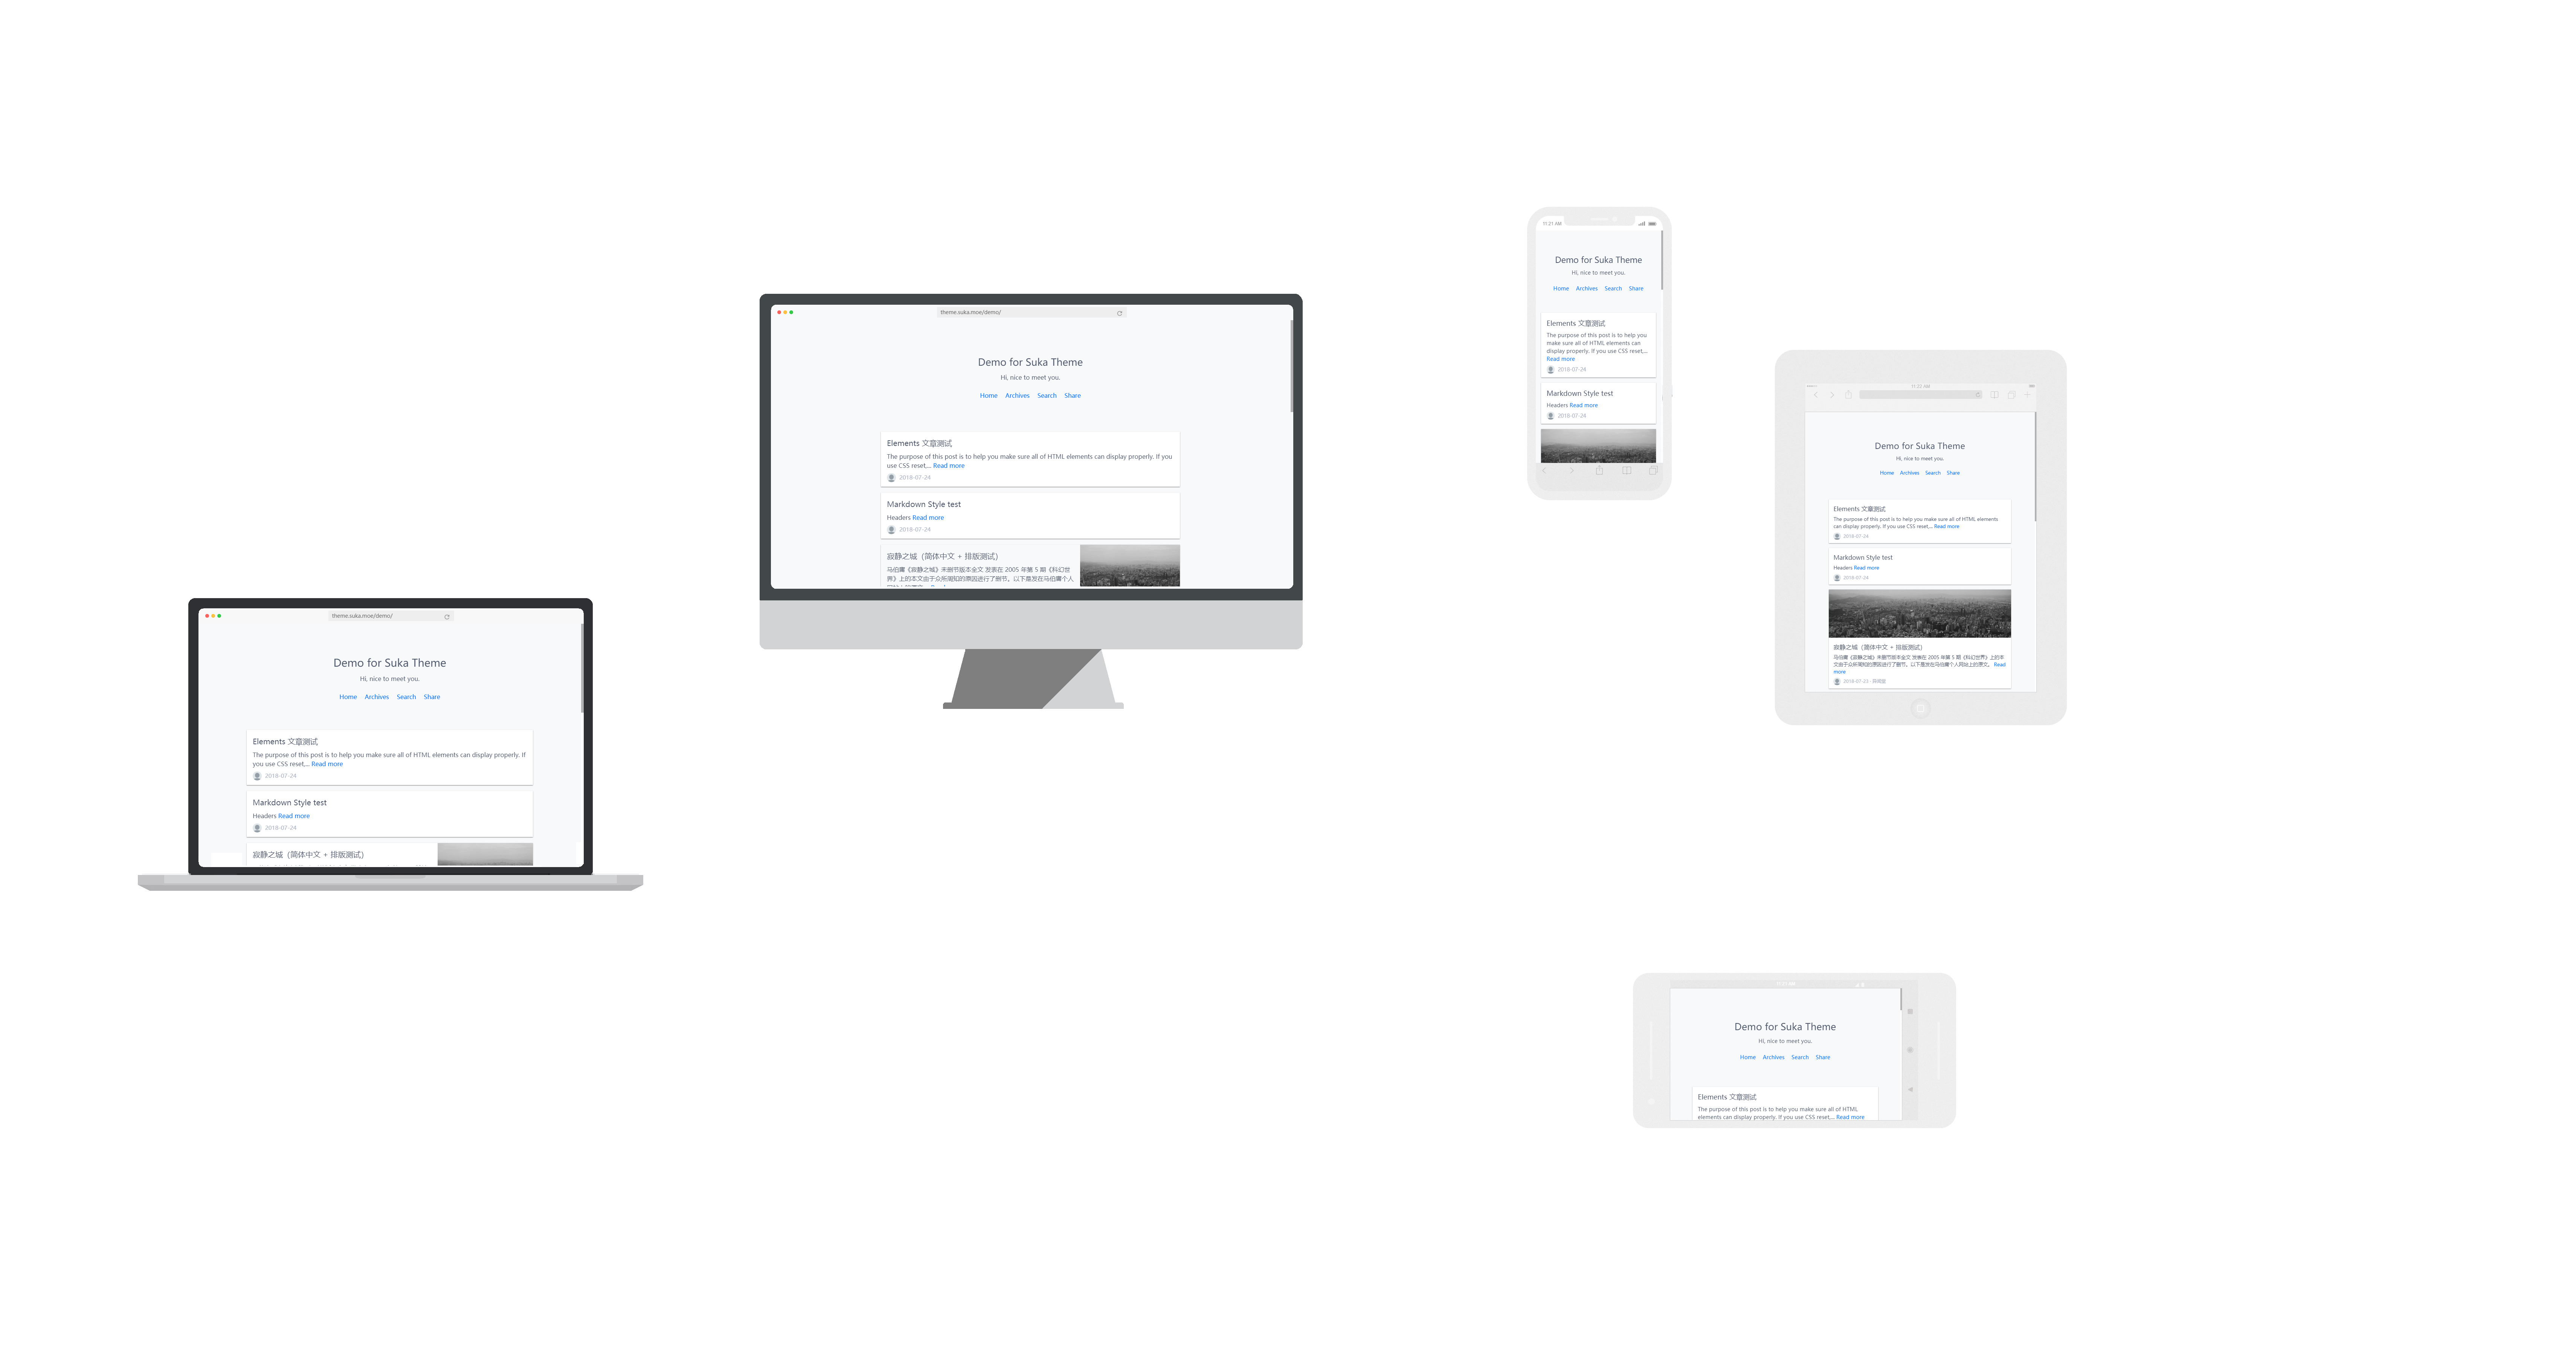 theme.suka.moe/demo/
Demo for Suka Theme
Hi, nice to meet you.
Home Archives Search Share
Elements 文章测试
The purpose of this post is to help you make sure all of HTML elements can display properly. If
you use CSS reset,... Read more
2018-07-24
Markdown Style test
Headers Read more
2018-07-24
寂静之城（简体中文 + 排版测试）
theme.suka.moe/demo/
Demo for Suka Theme
Hi, nice to meet you.
Home Archives Search Share
Elements 文章测试
The purpose of this post is to help you make sure all of HTML elements can display properly. If you
use CSS reset,... Read more
2018-07-24
Markdown Style test
Headers Read more
2018-07-24
寂静之城（简体中文 + 排版测试）
马伯庸《寂静之城》未删节版本全文 发表在 2005 年第 5 期《科幻世
界》上的本文由于众所周知的原因进行了删节。以下是发在马伯庸个人
11:21 AM
Demo for Suka Theme
Hi, nice to meet you.
Home Archives Search Share
Elements 文章测试
The purpose of this post is to help you
make sure all of HTML elements can
display properly. If you use CSS reset,...
Read more
2018-07-24
Markdown Style test
Headers Read more
2018-07-24
11:22 AM
Demo for Suka Theme
Hi, nice to meet you.
Home Archives Search Share
Elements 文章测试
The purpose of this post is to help you make sure all of HTML elements
can display properly. If you use CSS reset,... Read more
2018-07-24
Markdown Style test
Headers Read more
2018-07-24
寂静之城（简体中文 + 排版测试）
马伯庸《寂静之城》未删节版本全文 发表在 2005 年第 5 期《科幻世界》上的本
文由于众所周知的原因进行了删节。以下是发在马伯庸个人网站上的原文。 Read
more
2018-07-23
Demo for Suka Theme
Hi, nice to meet you.
Home Archives Search Share
Elements 文章测试
The purpose of this post is to help you make sure all of HTML
elements can display properly. If you use CSS reset,... Read more